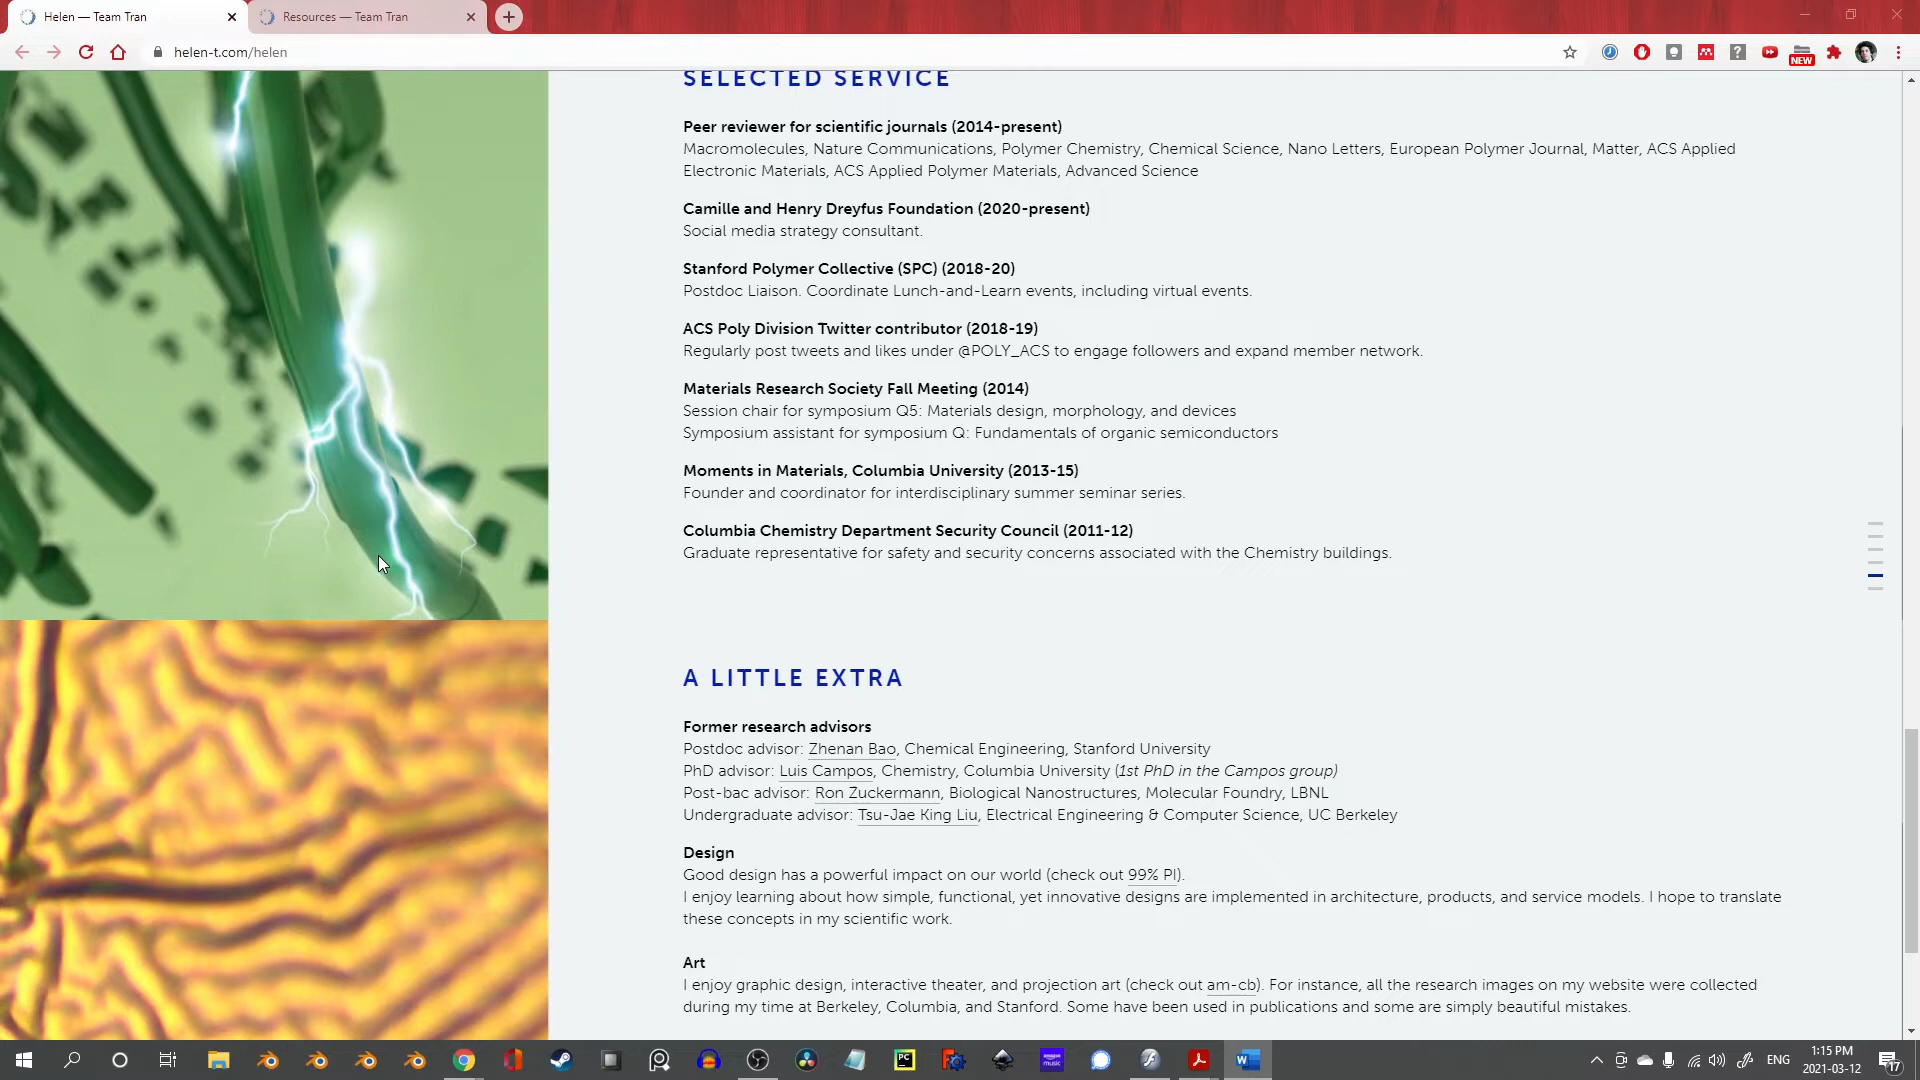 Helen — Team Tran
Resources — Team Tran
helen-t.com/helen
NEW
SELECTED SERVICE
Peer reviewer for scientific journals (2014-present)
Macromolecules, Nature Communications, Polymer Chemistry, Chemical Science, Nano Letters, European Polymer Journal, Matter, ACS Applied
Electronic Materials, ACS Applied Polymer Materials, Advanced Science
Camille and Henry Dreyfus Foundation (2020-present)
Social media strategy consultant.
Stanford Polymer Collective (SPC) (2018-20)
Postdoc Liaison. Coordinate Lunch-and-Learn events, including virtual events.
ACS Poly Division Twitter contributor (2018-19)
Regularly post tweets and likes under @POLY_ACS to engage followers and expand member network.
Materials Research Society Fall Meeting (2014)
Session chair for symposium Q5: Materials design, morphology, and devices
Symposium assistant for symposium Q: Fundamentals of organic semiconductors
Moments in Materials, Columbia University (2013-15)
Founder and coordinator for interdisciplinary summer seminar series.
Columbia Chemistry Department Security Council (2011-12)
Graduate representative for safety and security concerns associated with the Chemistry buildings.
A LITTLE EXTRA
Former research advisors
Postdoc advisor: Zhenan Bao, Chemical Engineering, Stanford University
PhD advisor: Luis Campos, Chemistry, Columbia University (1st PhD in the Campos group)
Post-bac advisor: Ron Zuckermann, Biological Nanostructures, Molecular Foundry, LBNL
Undergraduate advisor: Tsu-Jae King Liu, Electrical Engineering & Computer Science, UC Berkeley
Design
Good design has a powerful impact on our world (check out 99% PI).
I enjoy learning about how simple, functional, yet innovative designs are implemented in architecture, products, and service models. I hope to translate
these concepts in my scientific work.
Art
I enjoy graphic design, interactive theater, and projection art (check out am-cb). For instance, all the research images on my website were collected
during my time at Berkeley, Columbia, and Stanford. Some have been used in publications and some are simply beautiful mistakes.
PC
amazon music
W
ENG
1:15 PM
2021-03-12
17